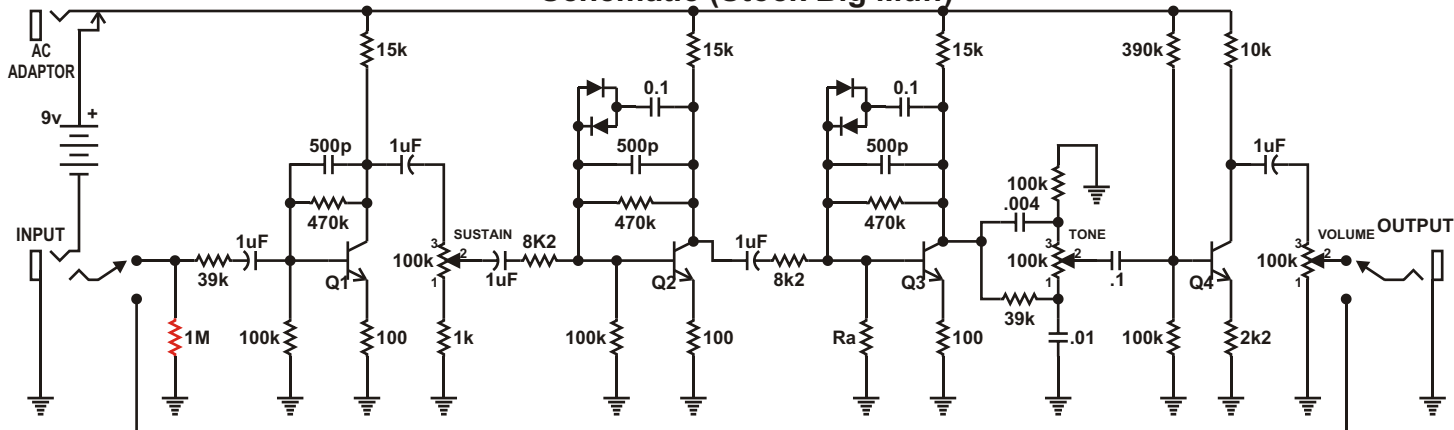 Schematic (Stock Big Muff)
AC
ADAPTOR
15k
15k
15k
390k
10k
0.1
0.1
9v
+
500p
1uF
500p
500p
1uF
100k
.004
470k
470k
470k
INPUT
1uF
SUSTAIN
8K2
1uF
TONE
VOLUME
OUTPUT
3
2
1
100k
3
2
1
100k
3
2
1
100k
39k
Q1
1uF
Q2
8k2
Q3
.1
Q4
39k
1M
100k
100
1k
100k
100
Ra
100
.01
100k
2k2